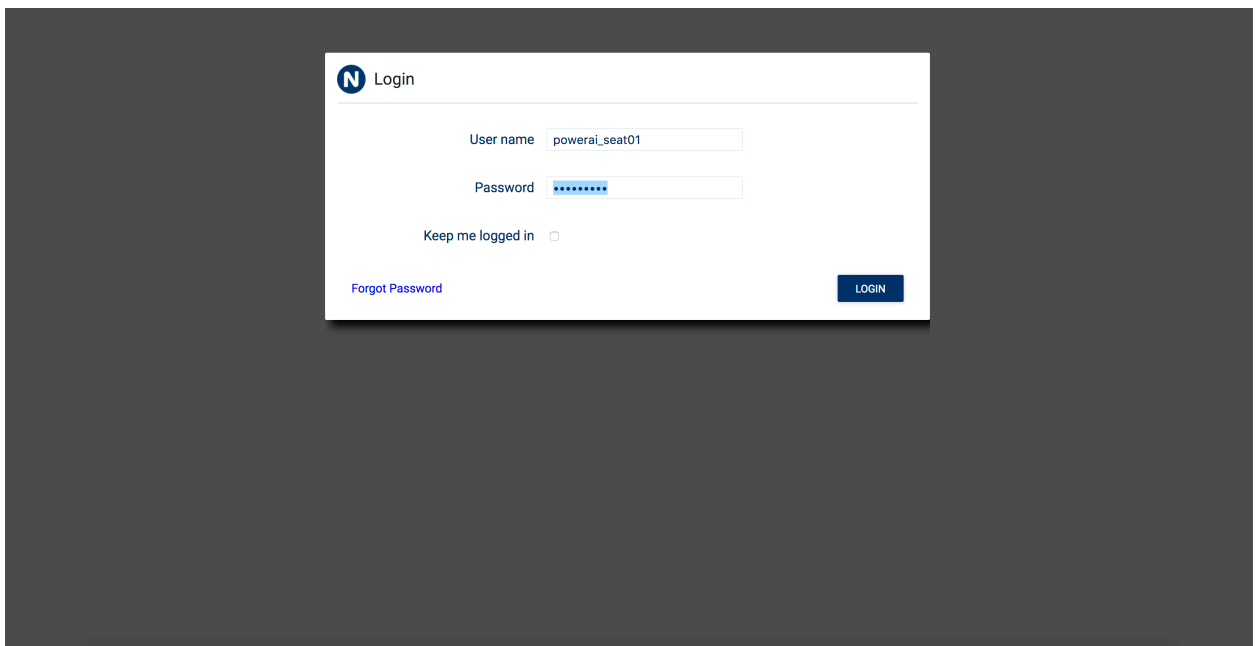 N Login
User name powerai_seat01
Password •••••••••
Keep me logged in
Forgot Password LOGIN